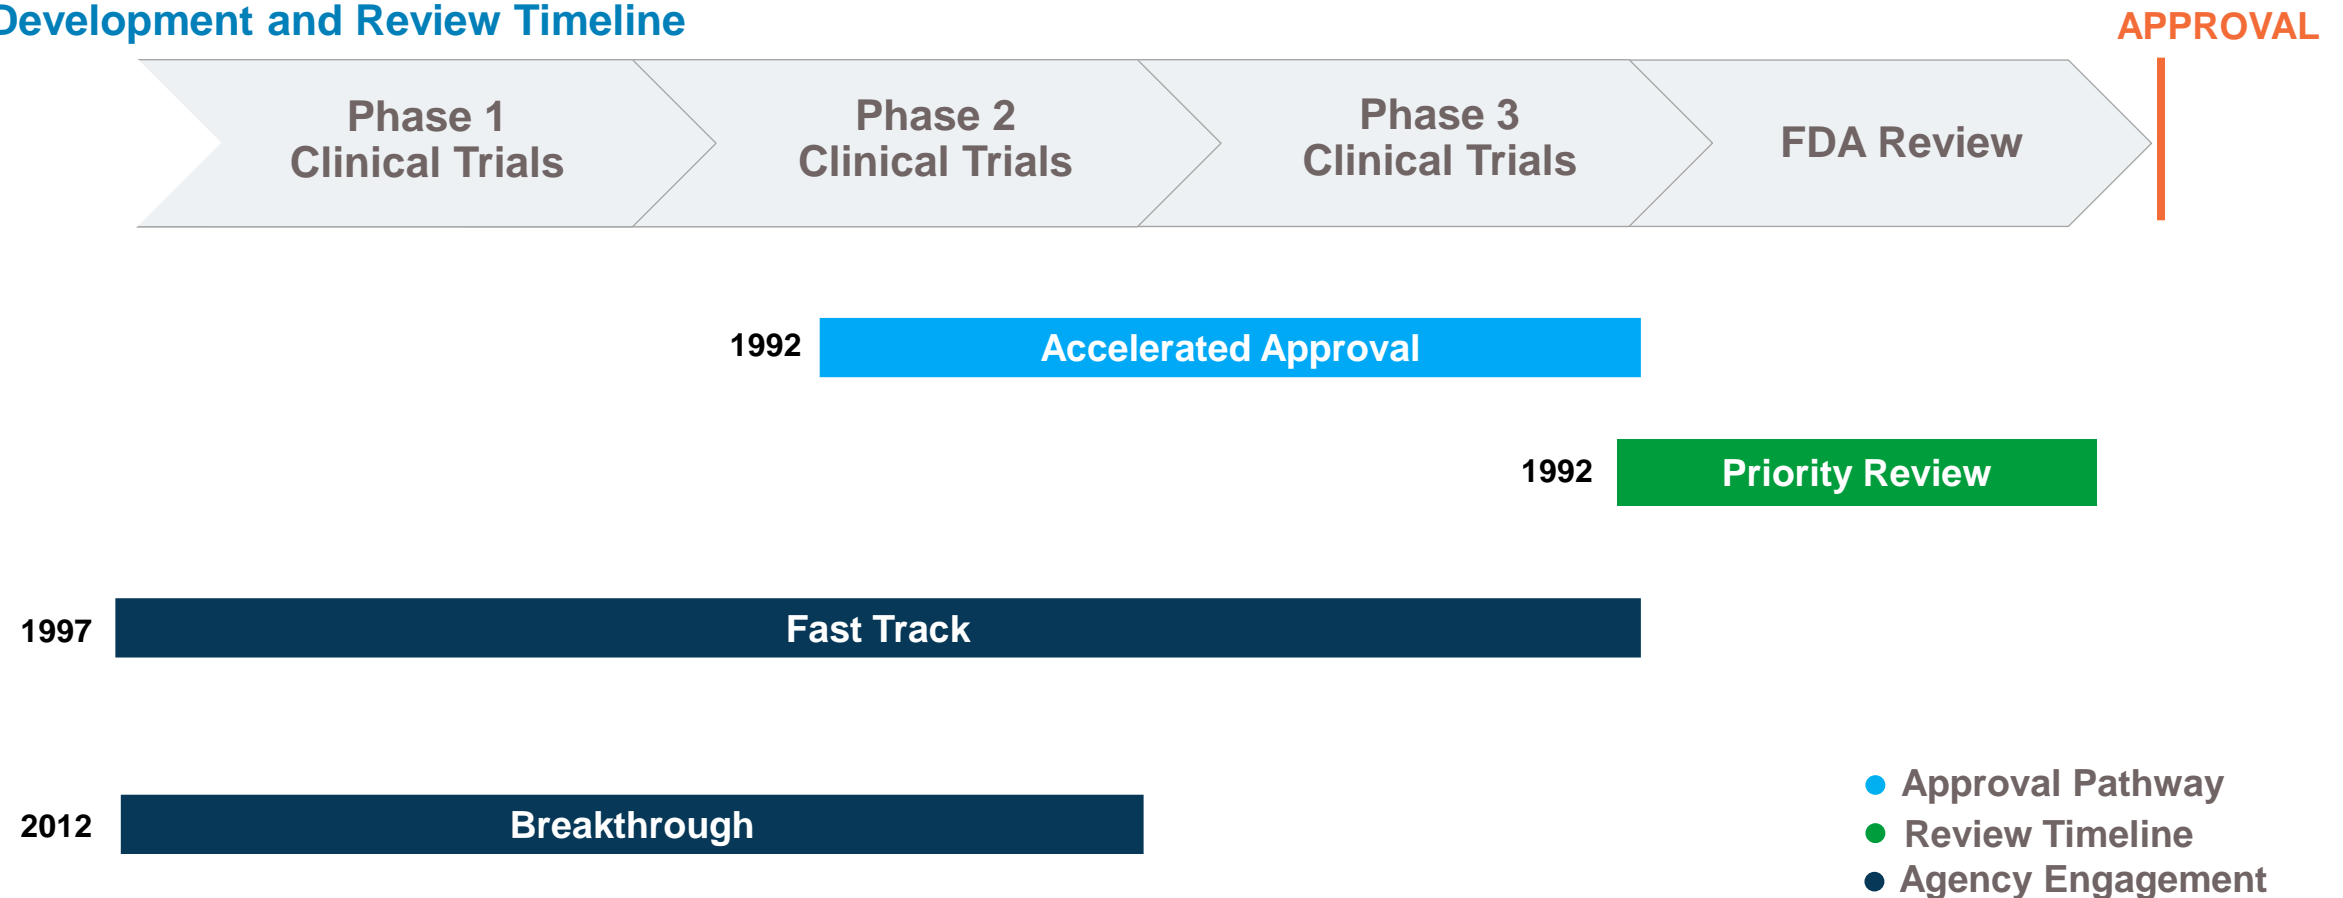 Development and Review Timeline
APPROVAL
Phase 1
Clinical Trials
Phase 2
Clinical Trials
Phase 3
Clinical Trials
FDA Review
1992
Accelerated Approval
1992
Priority Review
1997
Fast Track
2012
Breakthrough
Approval Pathway
Review Timeline
Agency Engagement